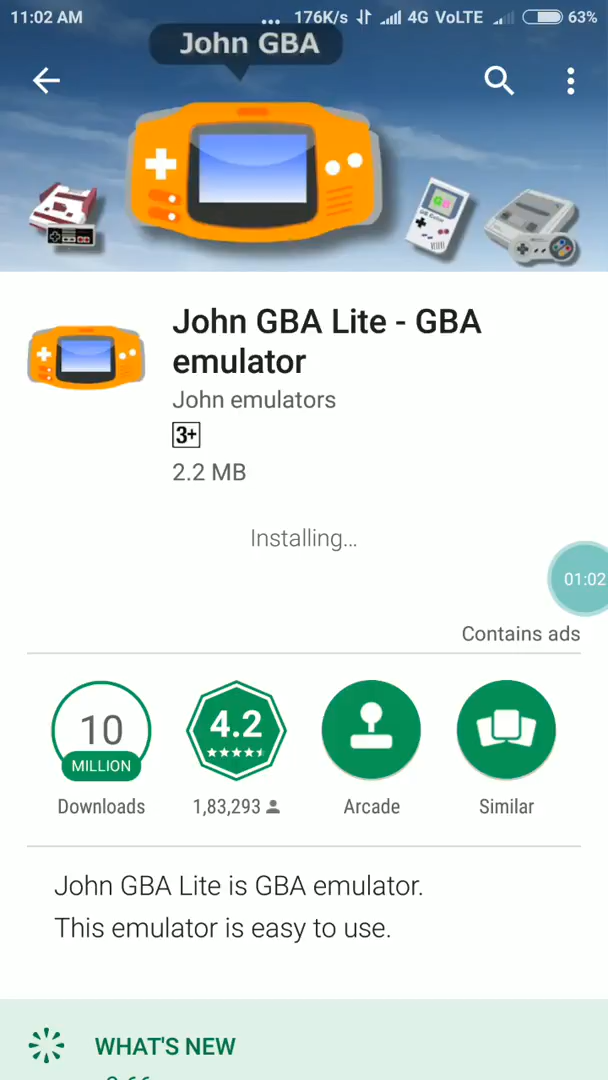 11:02 AM ... 176K/s 4G VoLTE 63%
John GBA
John GBA Lite - GBA
emulator
John emulators
3+
2.2 MB
Installing...
01:02
Contains ads
10
MILLION
4.2
Downloads
1,83,293
Arcade
Similar
John GBA Lite is GBA emulator.
This emulator is easy to use.
WHAT'S NEW